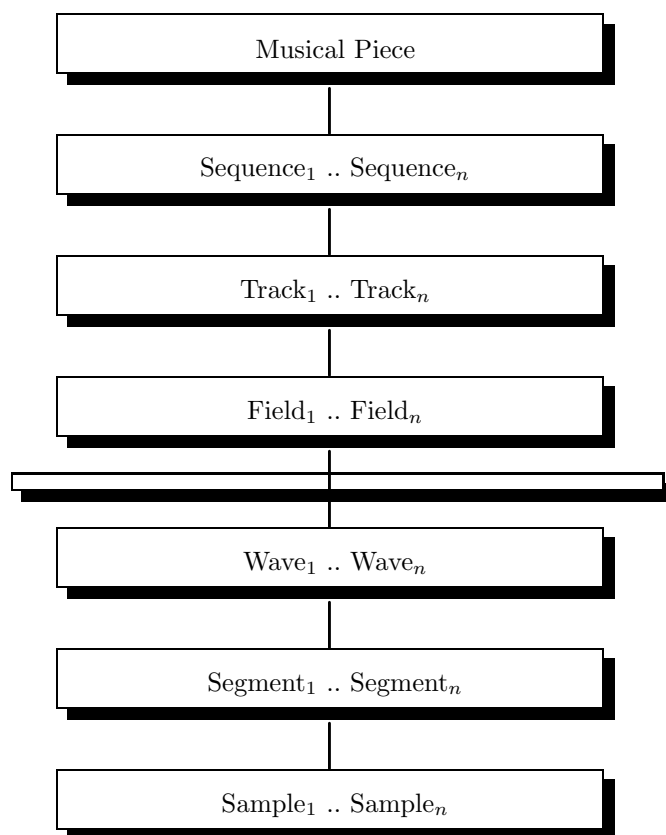 Musical Piece
Sequence₁ .. Sequenceₙ
Track₁ .. Trackₙ
Field₁ .. Fieldₙ
Wave₁ .. Waveₙ
Segment₁ .. Segmentₙ
Sample₁ .. Sampleₙ